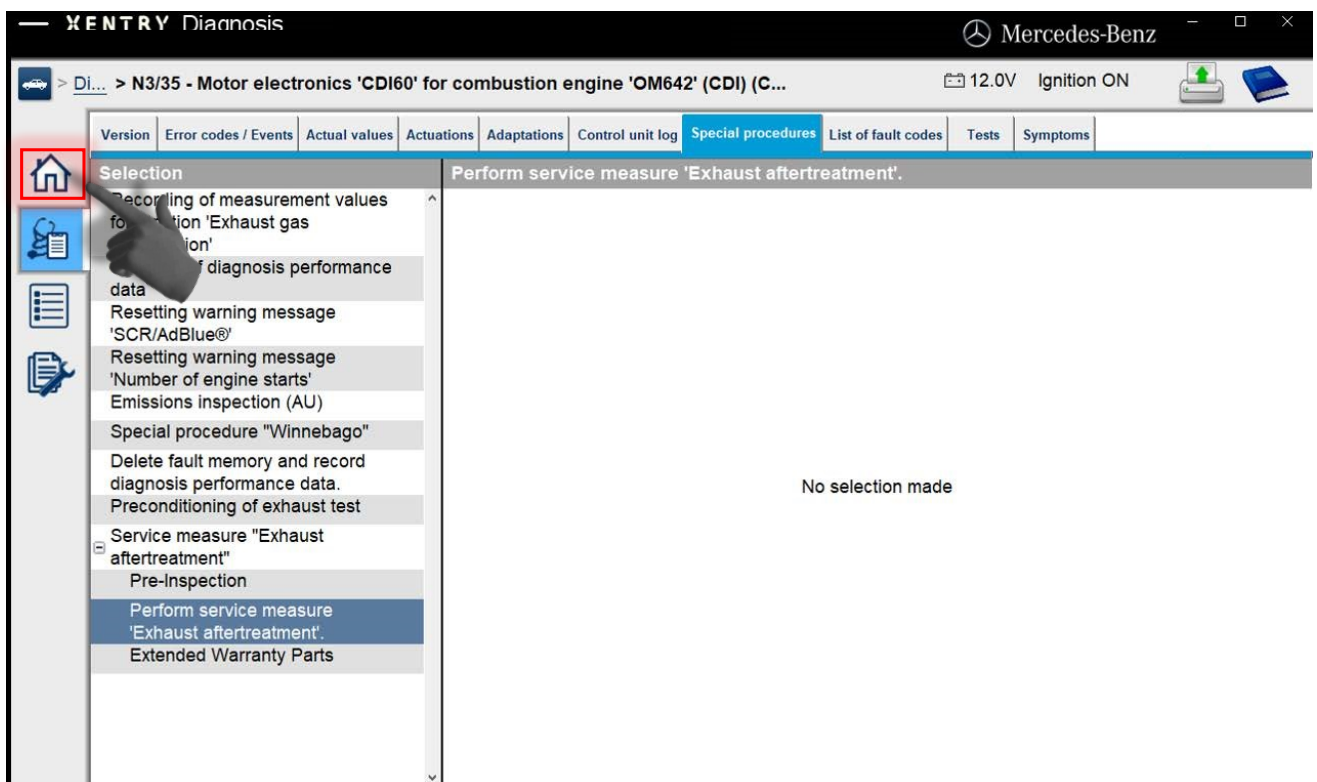 XENTRY Diagnosis
Mercedes-Benz
> Di... > N3/35 - Motor electronics 'CDI60' for combustion engine 'OM642' (CDI) (C...
12.0V Ignition ON
Version Error codes / Events Actual values Actuations Adaptations Control unit log Special procedures List of fault codes Tests Symptoms
Selection
Perform service measure 'Exhaust aftertreatment'.
Recording of measurement values
tion 'Exhaust gas
ion'
f diagnosis performance
data
Resetting warning message
'SCR/AdBlue®'
Resetting warning message
'Number of engine starts'
Emissions inspection (AU)
Special procedure "Winnebago"
Delete fault memory and record
diagnosis performance data.
Preconditioning of exhaust test
Service measure "Exhaust
aftertreatment"
Pre-Inspection
Perform service measure
'Exhaust aftertreatment'.
Extended Warranty Parts
No selection made